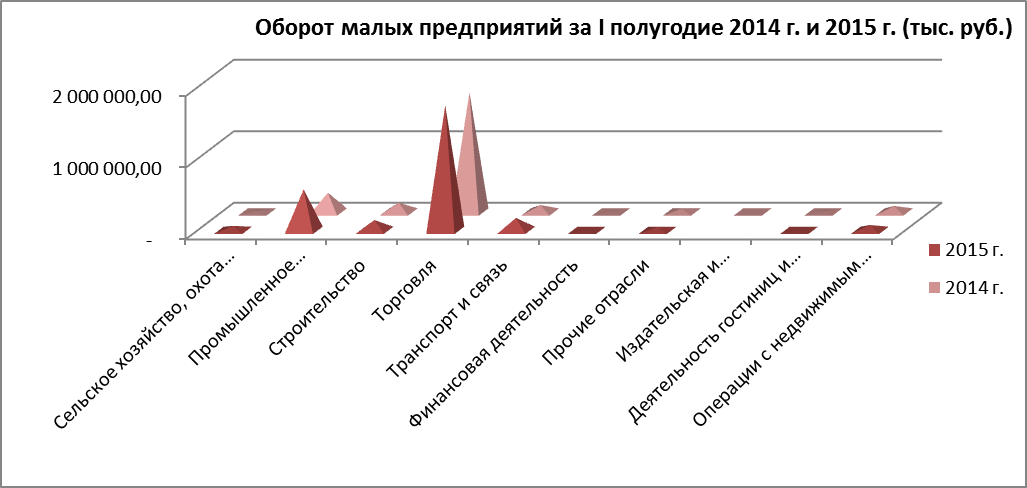 Оборот малых предприятий за I полугодие 2014 г. и 2015 г. (тыс. руб.)
2 000 000,00
1 000 000,00
-
Сельское хозяйство, охота...
Промышленное...
Строительство
Торговля
Транспорт и связь
Финансовая деятельность
Прочие отрасли
Издательская и...
Деятельность гостиниц и...
Операции с недвижимым...
2015 г.
2014 г.